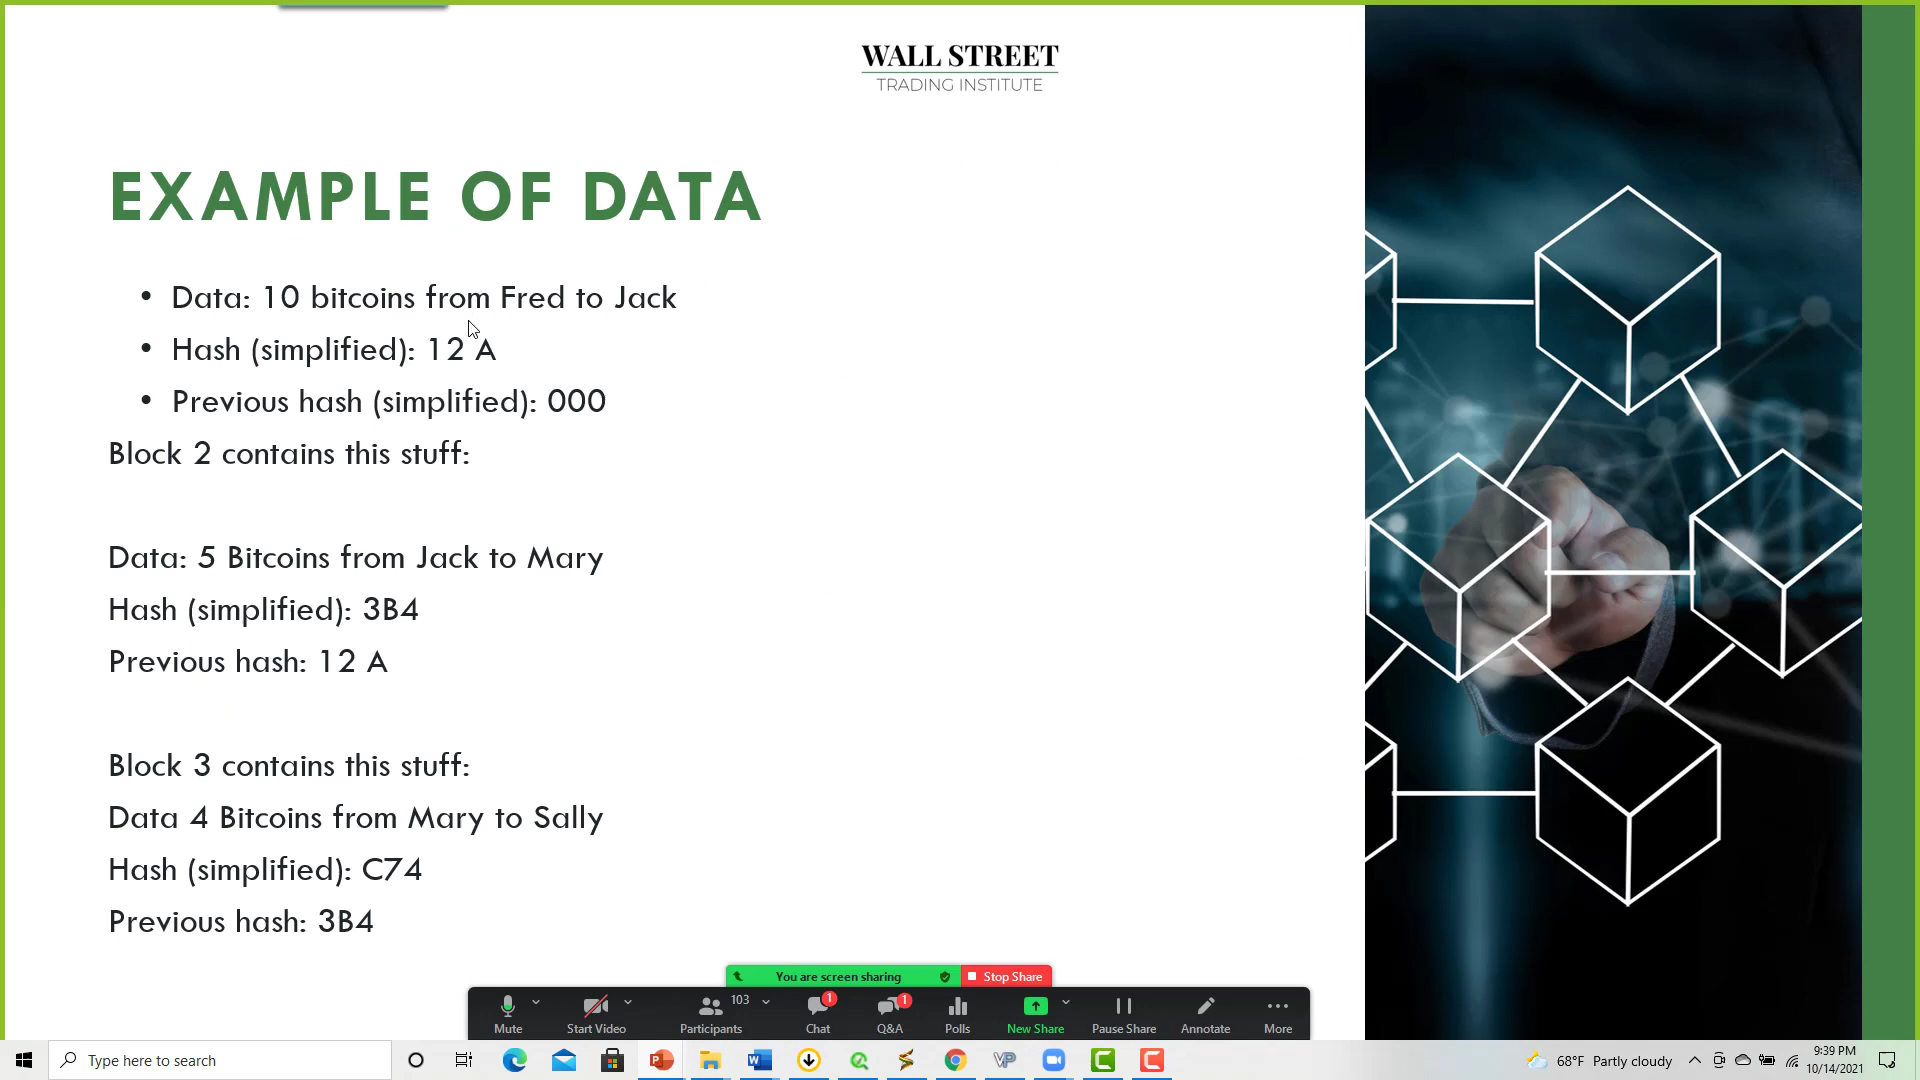 WALL STREET
TRADING INSTITUTE
EXAMPLE OF DATA
• Data: 10 bitcoins from Fred to Jack
• Hash (simplified): 12 A
• Previous hash (simplified): 000
Block 2 contains this stuff:
Data: 5 Bitcoins from Jack to Mary
Hash (simplified): 3B4
Previous hash: 12 A
Block 3 contains this stuff:
Data 4 Bitcoins from Mary to Sally
Hash (simplified): C74
Previous hash: 3B4
You are screen sharing
Stop Share
103
1
1
Mute
Start Video
Participants
Chat
Q&A
Polls
New Share
Pause Share
Annotate
More
Type here to search
68°F Partly cloudy
9:39 PM
10/14/2021